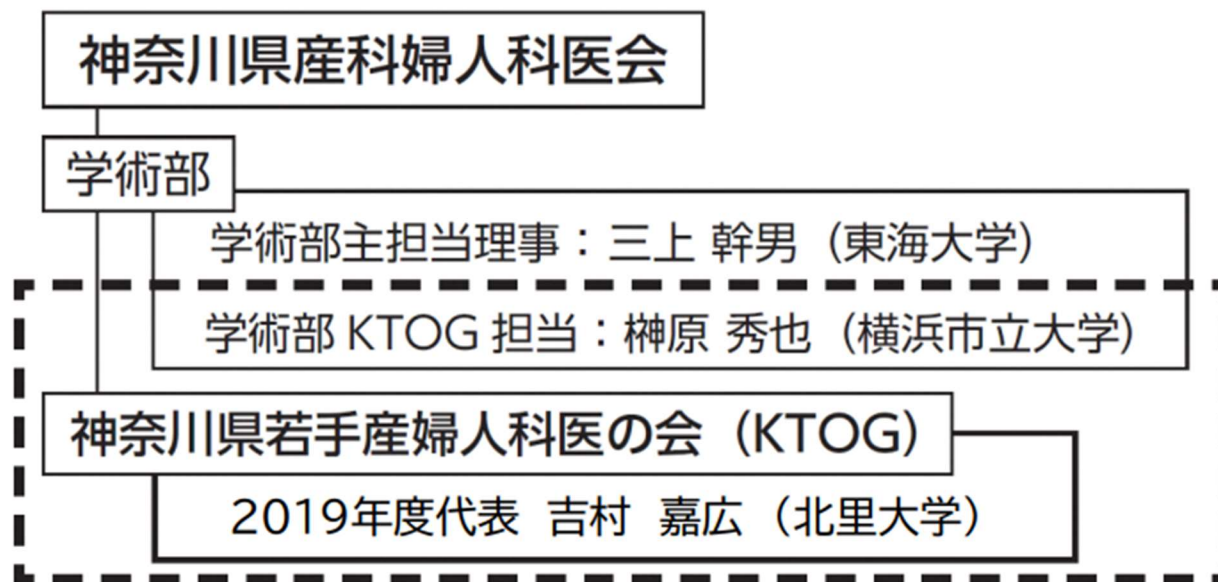 神奈川県産科婦人科医会
学術部
学術部主担当理事：三上 幹男（東海大学）
学術部 KTOG 担当：榊原 秀也（横浜市立大学）
神奈川県若手産婦人科医の会（KTOG）
2019年度代表 吉村 嘉広（北里大学）